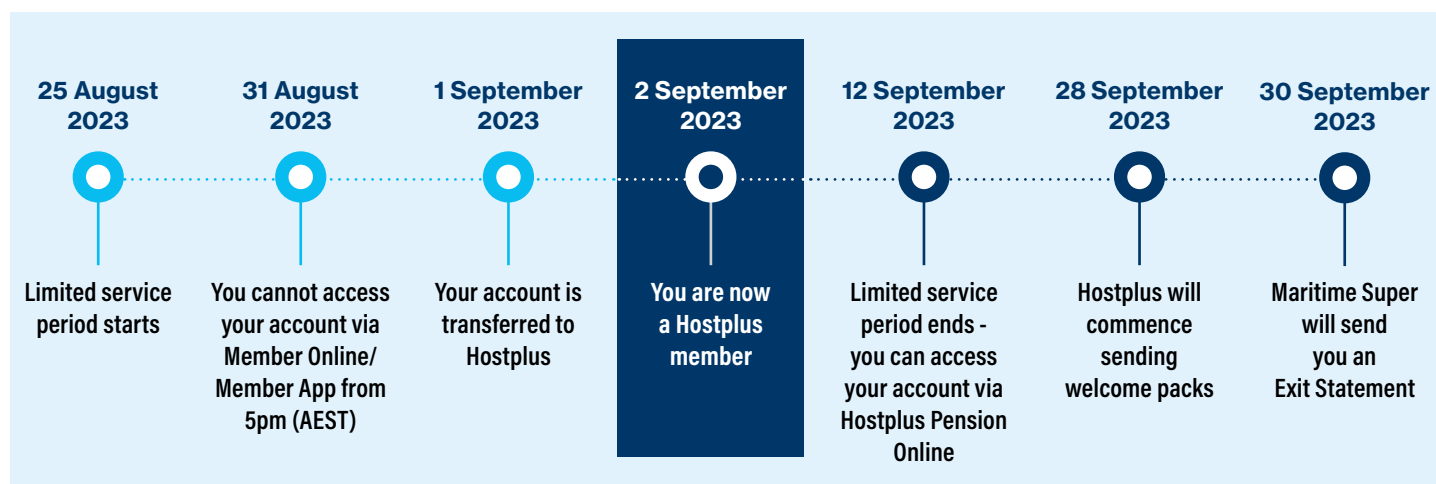 25 August
2023
Limited service
period starts
31 August
2023
You cannot access
your account via
Member Online/
Member App from
5pm (AEST)
1 September
2023
Your account is
transferred to
Hostplus
2 September
2023
You are now
a Hostplus
member
12 September
2023
Limited service
period ends -
you can access
your account via
Hostplus Pension
Online
28 September
2023
Hostplus will
commence
sending
welcome packs
30 September
2023
Maritime Super
will send
you an
Exit Statement